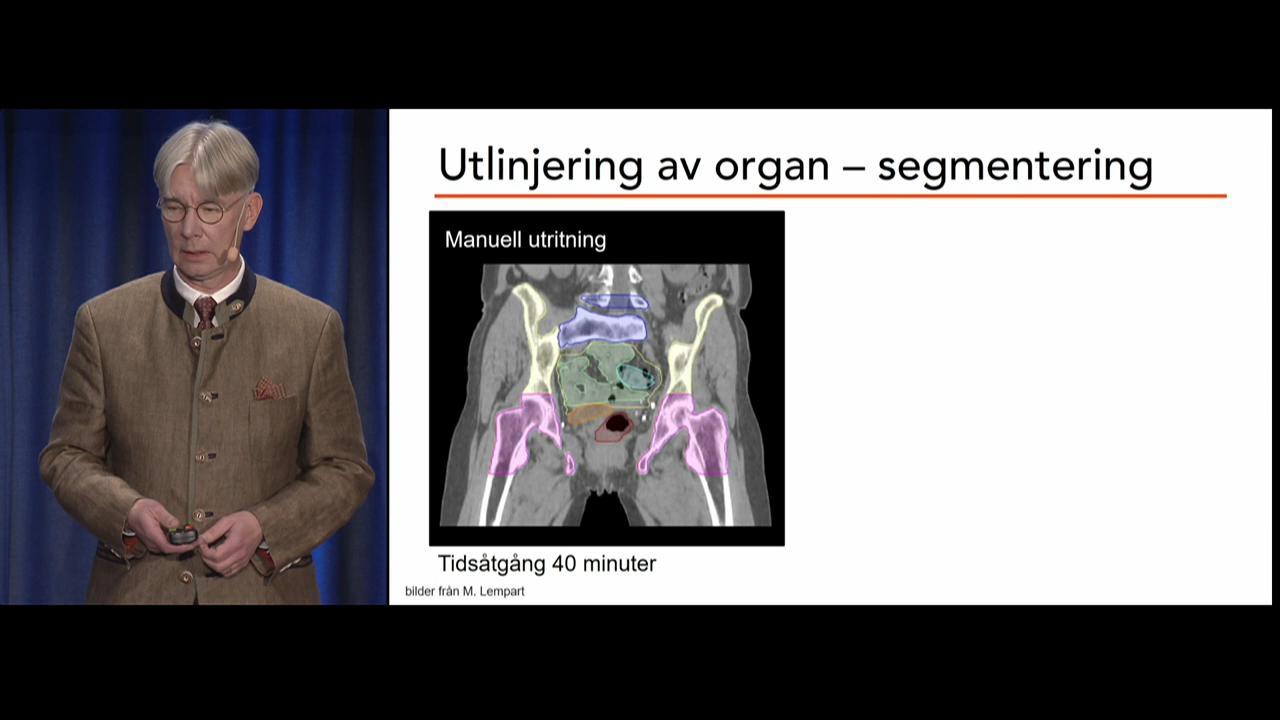 Utlinjering av organ – segmentering
Manuell utritning
Tidsåtgång 40 minuter
bilder från M. Lempart